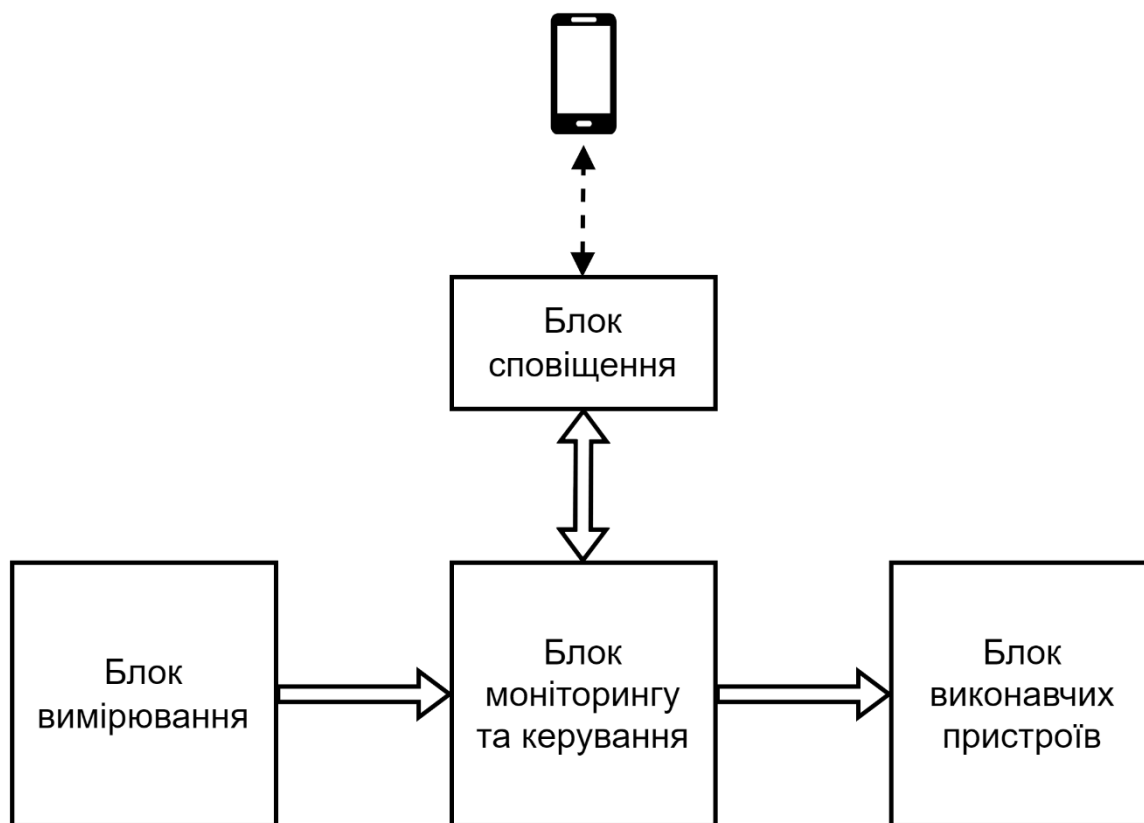 Блок
сповіщення
Блок
вимірювання
Блок
моніторингу
та керування
Блок
виконавчих
пристроїв